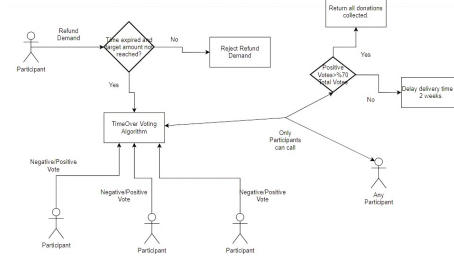 Return all donations
collected.
Refund
Demand
Time expired and
target amount not
reached?
No
Reject Refund
Demand
Participant
Yes
Positive
Votes>%70
Total Votes
Yes
No
Delay delivery time
2 weeks.
TimeOver Voting
Algorithm
Only
Participants
can call
Any
Participant
Negative/Positive
Vote
Negative/Positive
Vote
Negative/Positive
Vote
Participant
Participant
Participant